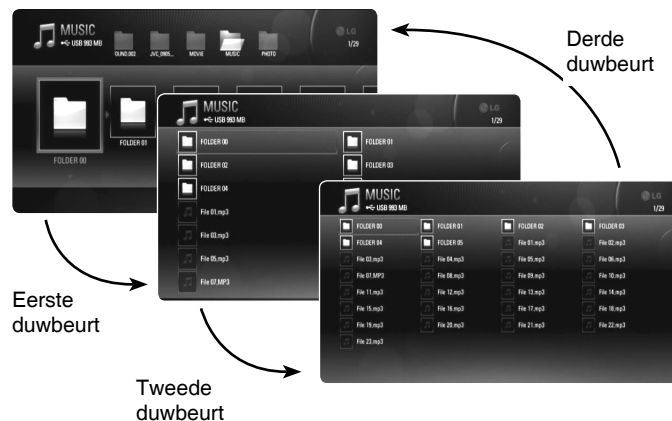 MUSIC
USB 993 MB
LG
1/29
JVC_0905...
MOVIE
MUSIC
PHOTO
FOLDER 00
FOLDER 01
Derde
duwbeurt
MUSIC
USB 993 MB
LG
1/29
FOLDER 00
FOLDER 01
FOLDER 02
FOLDER 03
FOLDER 04
File 01.mp3
File 03.mp3
File 05.mp3
File 07.MP3
MUSIC
USB 993 MB
LG
1/29
FOLDER 00 FOLDER 01 FOLDER 02 FOLDER 03
FOLDER 04 FOLDER 05 File 01.mp3 File 02.mp3
File 03.mp3 File 04.mp3 File 05.mp3 File 06.mp3
File 07.MP3 File 08.mp3 File 09.mp3 File 10.mp3
File 11.mp3 File 12.mp3 File 13.mp3 File 14.mp3
File 15.mp3 File 16.mp3 File 17.mp3 File 18.mp3
File 19.mp3 File 20.mp3 File 21.mp3 File 22.mp3
File 23.mp3
Eerste
duwbeurt
Tweede
duwbeurt